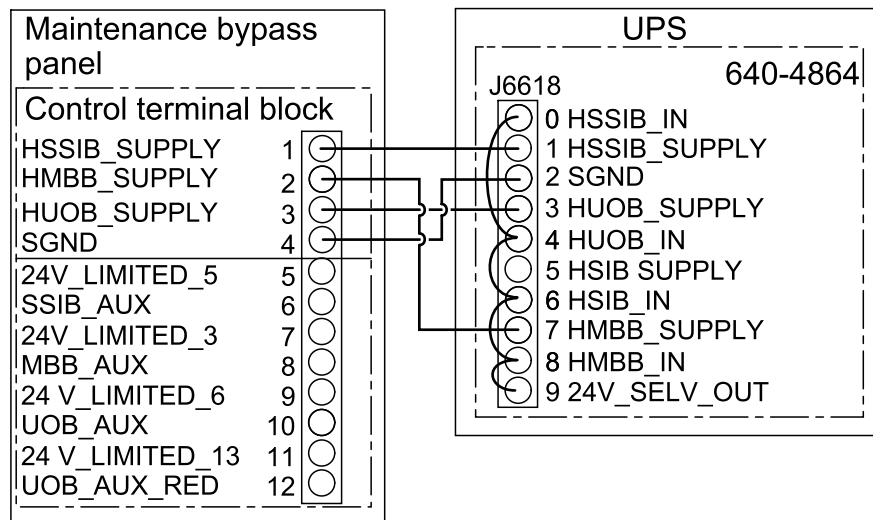 Maintenance bypass
panel
Control terminal block
HSSIB_SUPPLY 1
HMBB_SUPPLY 2
HUOB_SUPPLY 3
SGND 4
24V_LIMITED_5 5
SSIB_AUX 6
24V_LIMITED_3 7
MBB_AUX 8
24 V_LIMITED_6 9
UOB_AUX 10
24 V_LIMITED_13 11
UOB_AUX_RED 12
UPS
640-4864
J6618
0 HSSIB_IN
1 HSSIB_SUPPLY
2 SGND
3 HUOB_SUPPLY
4 HUOB_IN
5 HSIB SUPPLY
6 HSIB_IN
7 HMBB_SUPPLY
8 HMBB_IN
9 24V_SELV_OUT